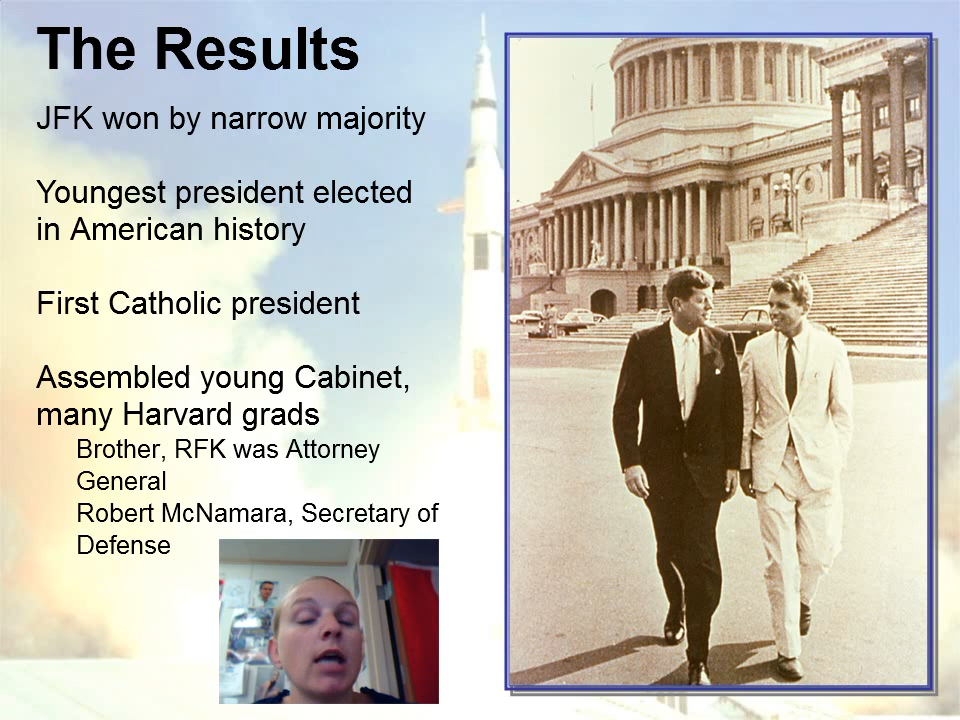 The Results
JFK won by narrow majority
Youngest president elected
in American history
First Catholic president
Assembled young Cabinet,
many Harvard grads
Brother, RFK was Attorney
General
Robert McNamara, Secretary of
Defense